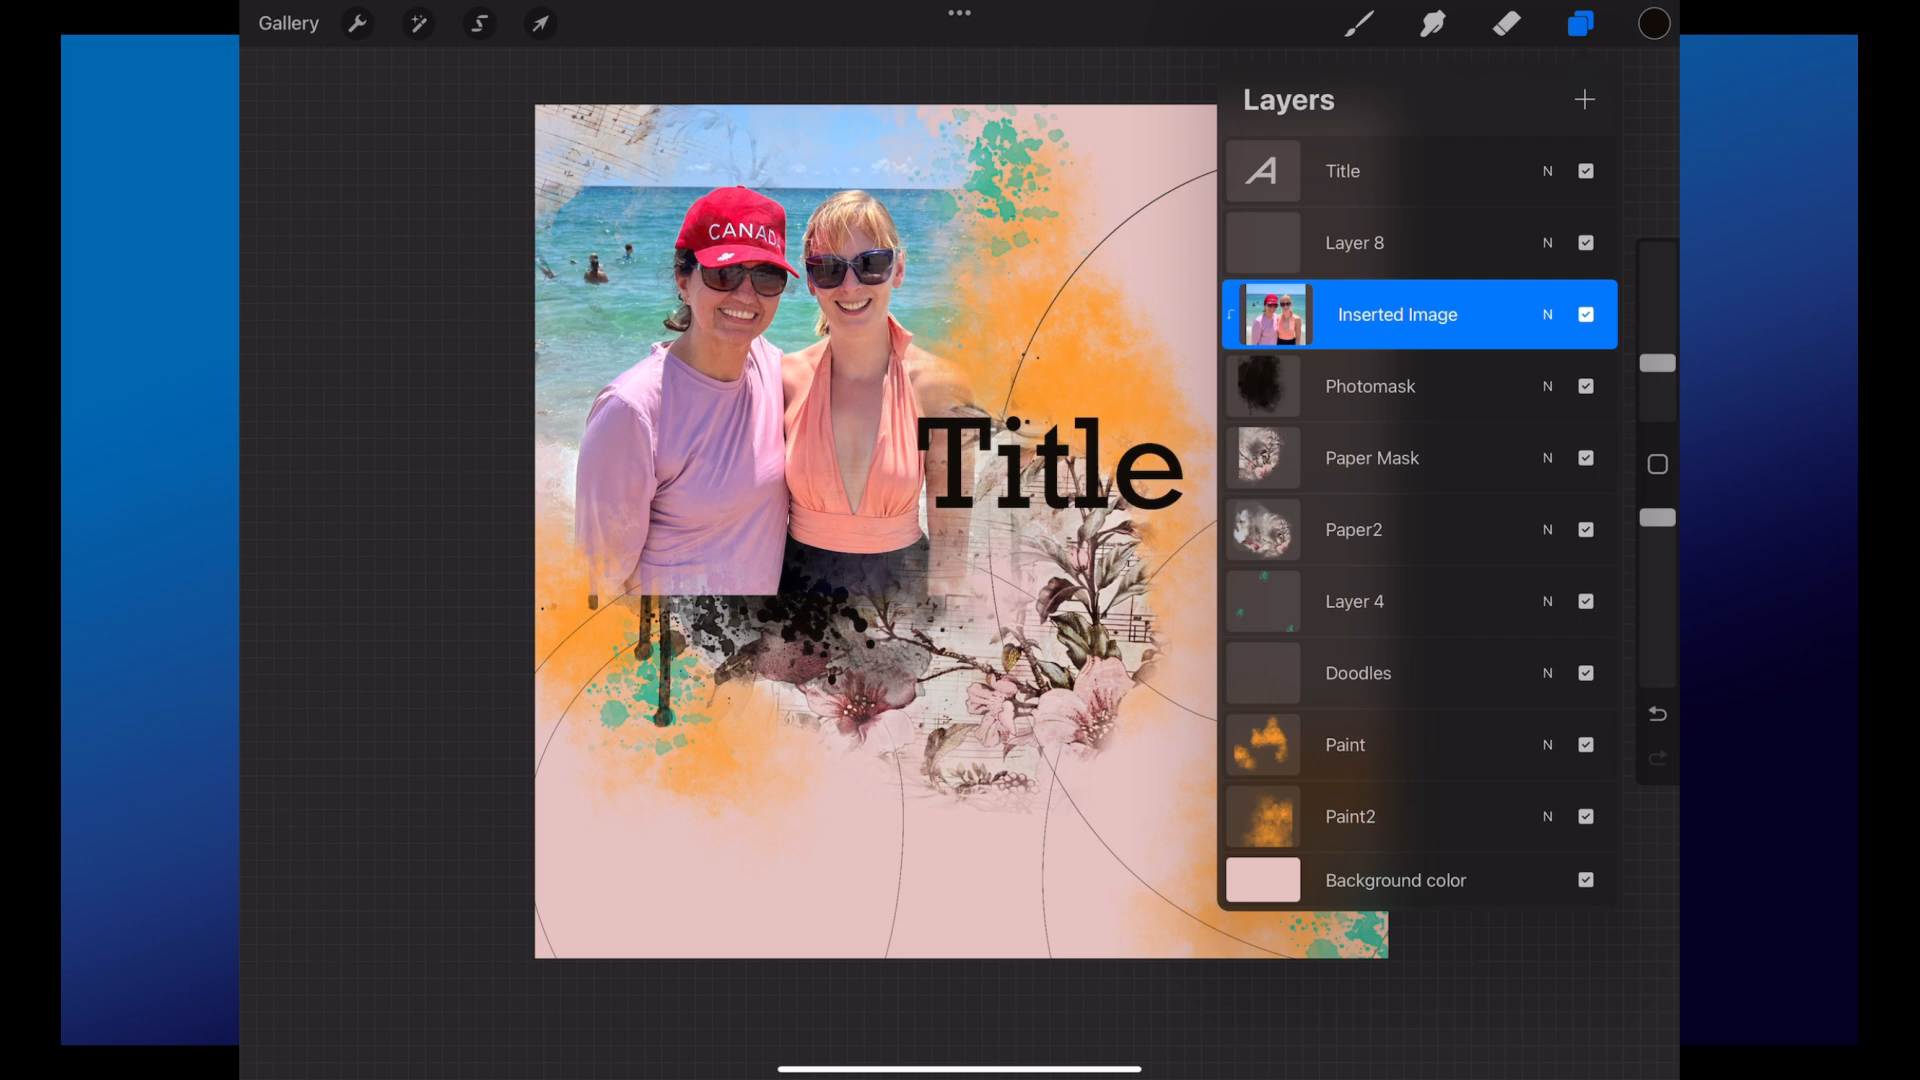 Gallery
Layers
Title N
Layer 8 N
Inserted Image N
Photomask N
Paper Mask N
Paper2 N
Layer 4 N
Doodles N
Paint N
Paint2 N
Background color
CANADA
Title